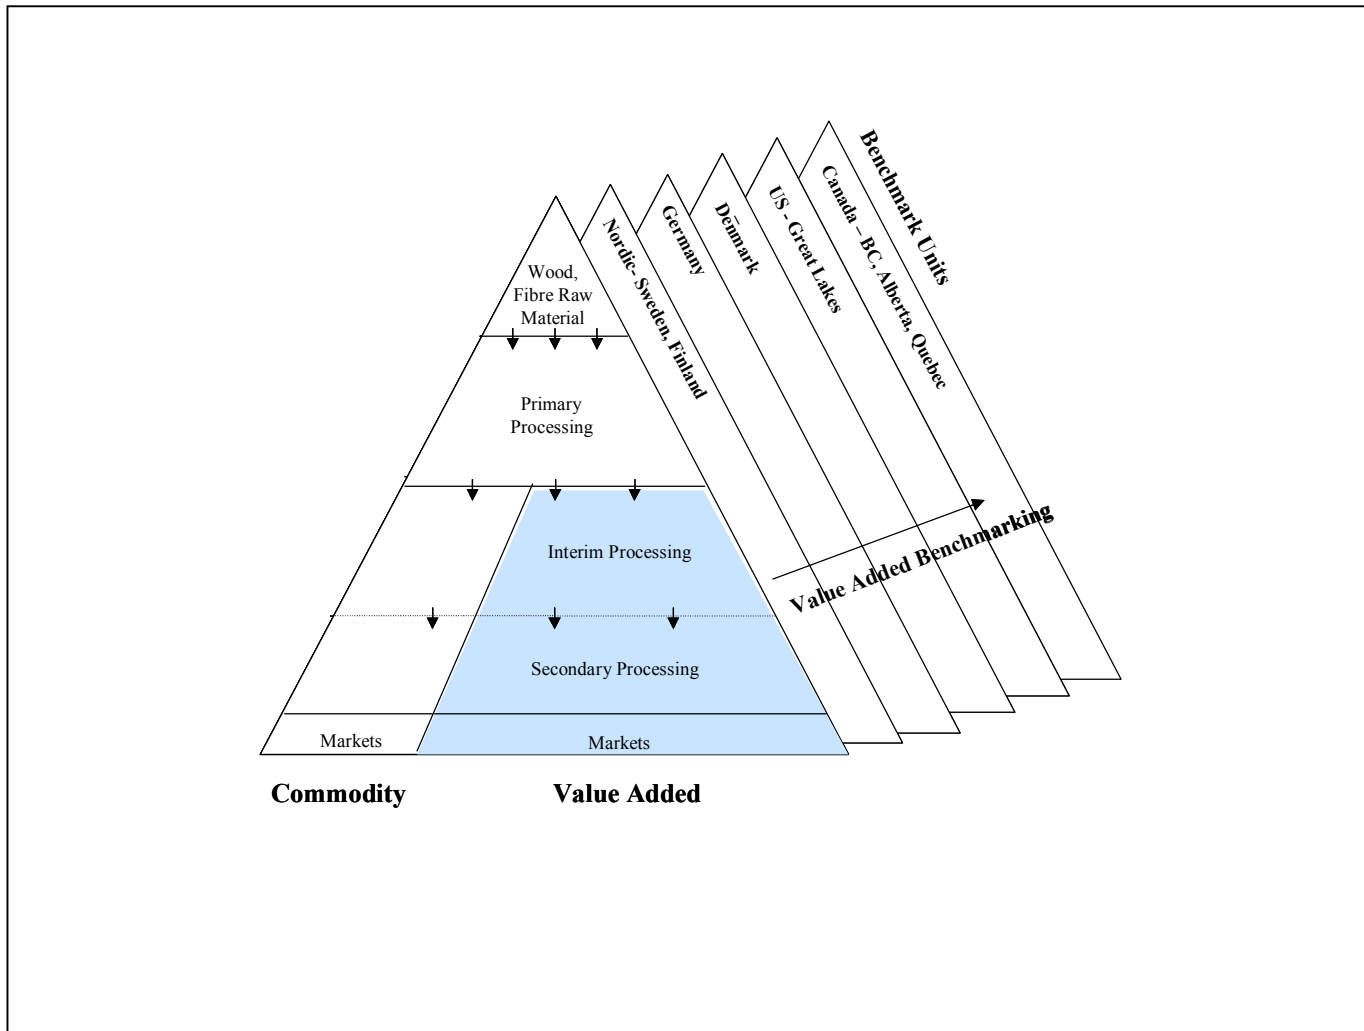 Benchmark Units
Canada – BC, Alberta, Quebec
US - Great Lakes
Denmark
Germany
Nordic- Sweden, Finland
Wood,
Fibre Raw
Material
Primary
Processing
Interim Processing
Value Added Benchmarking
Secondary Processing
Markets
Markets
Commodity
Value Added